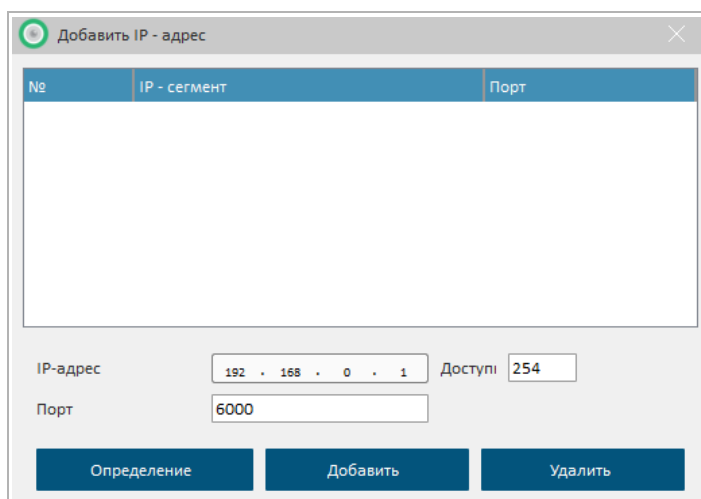 Добавить IP - адрес
№ IP - сегмент Порт
IP-адрес 192 . 168 . 0 . 1 Доступı 254
Порт 6000
Определение Добавить Удалить